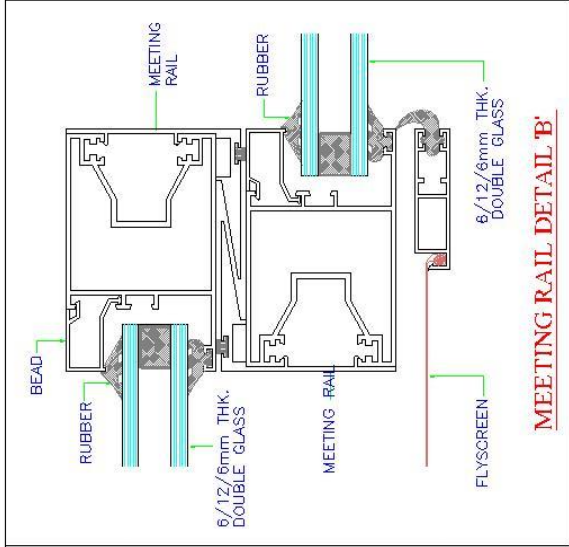 MEETING
RAIL
RUBBER
6/12/6mm THK.
DOUBLE GLASS
BEAD
RUBBER
6/12/6mm THK.
DOUBLE GLASS
MEETING RAIL
FLYSCREEN
MEETING RAIL DETAIL 'B'